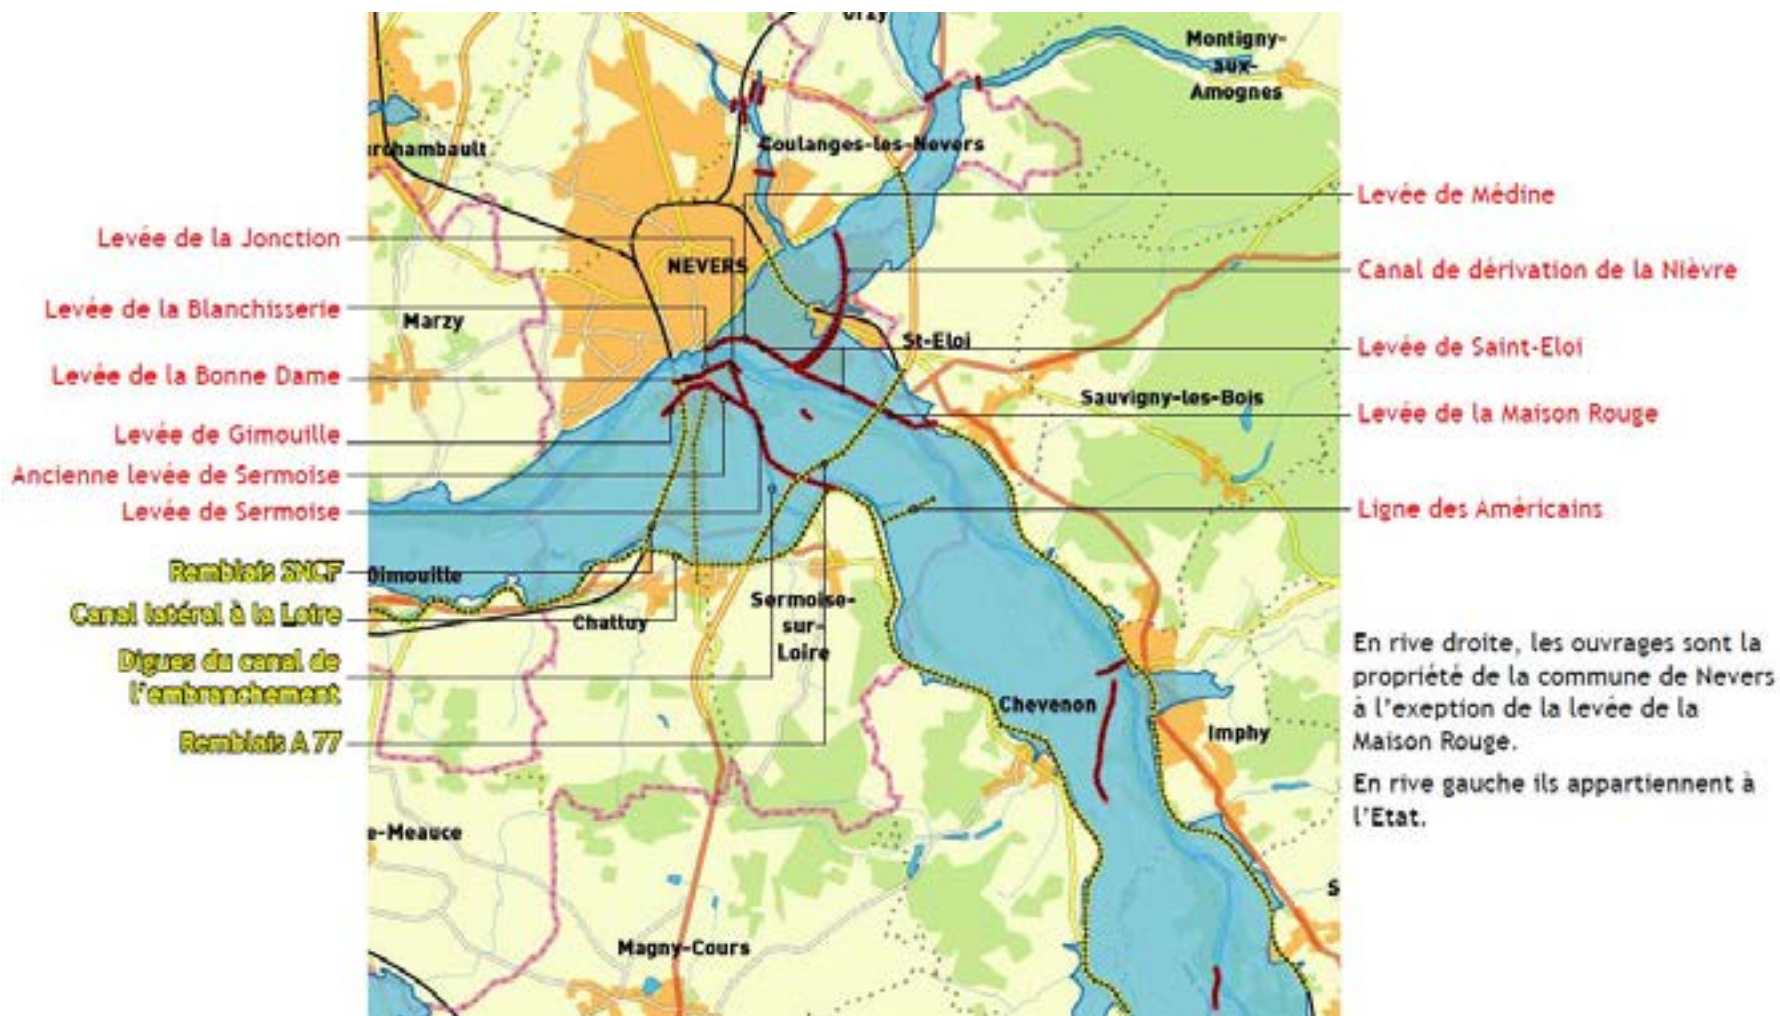 Montigny-
aux-
Amognes
Coulanges-les-Nevers
Levée de Médine
Levée de la Jonction
NEVERS
Canal de dérivation de la Nièvre
Levée de la Blanchisserie
Marzy
St-Eloi
Levée de Saint-Eloi
Levée de la Bonne Dame
Sauvigny-les-Bois
Levée de la Maison Rouge
Levée de Gimouille
Ancienne levée de Sermoise
Levée de Sermoise
Ligne des Américains
Remblais SNCF
Gimouille
Canal latéral à la Loire
Sermoise-
sur-
Loire
Challuy
Digues du canal de
l'embranchement
Remblais A 77
Chevenon
Imphy
En rive droite, les ouvrages sont la
propriété de la commune de Nevers
à l'exeption de la levée de la
Maison Rouge.
En rive gauche ils appartiennent à
l'Etat.
e-Meauce
S
Magny-Cours